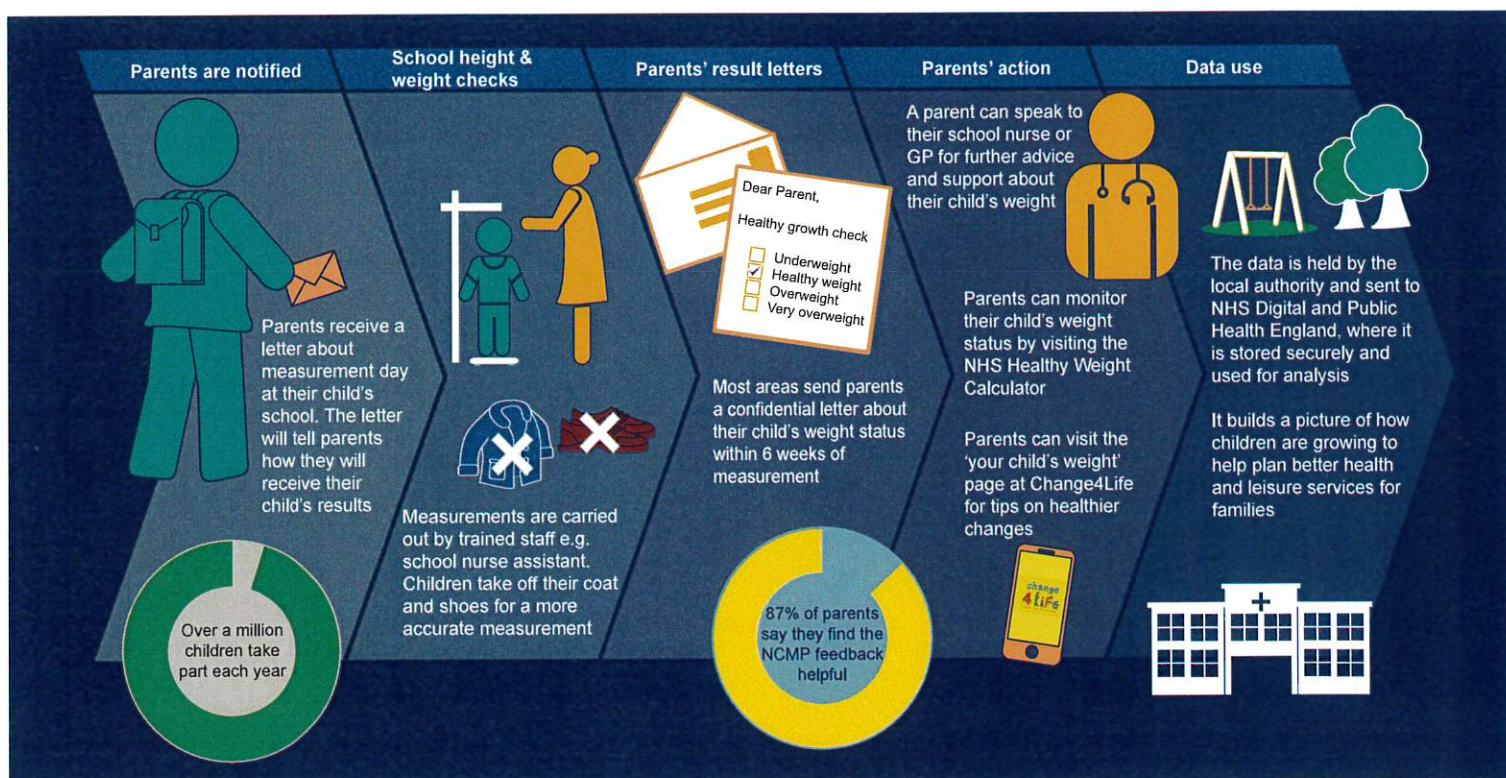 Parents are notified
Parents receive a
letter about
measurement day
at their child's
school. The letter
will tell parents
how they will
receive their
child's results
Over a million
children take
part each year
School height &
weight checks
Measurements are carried
out by trained staff e.g.
school nurse assistant.
Children take off their coat
and shoes for a more
accurate measurement
Parents' result letters
Dear Parent,
Healthy growth check
Underweight
Healthy weight
Overweight
Very overweight
Most areas send parents
a confidential letter about
their child's weight status
within 6 weeks of
measurement
87% of parents
say they find the
NCMP feedback
helpful
Parents' action
A parent can speak to
their school nurse or
GP for further advice
and support about
their child's weight
Parents can monitor
their child's weight
status by visiting the
NHS Healthy Weight
Calculator
Parents can visit the
'your child's weight'
page at Change4Life
for tips on healthier
changes
change
4 LiFe
Data use
The data is held by the
local authority and sent to
NHS Digital and Public
Health England, where it
is stored securely and
used for analysis
It builds a picture of how
children are growing to
help plan better health
and leisure services for
families